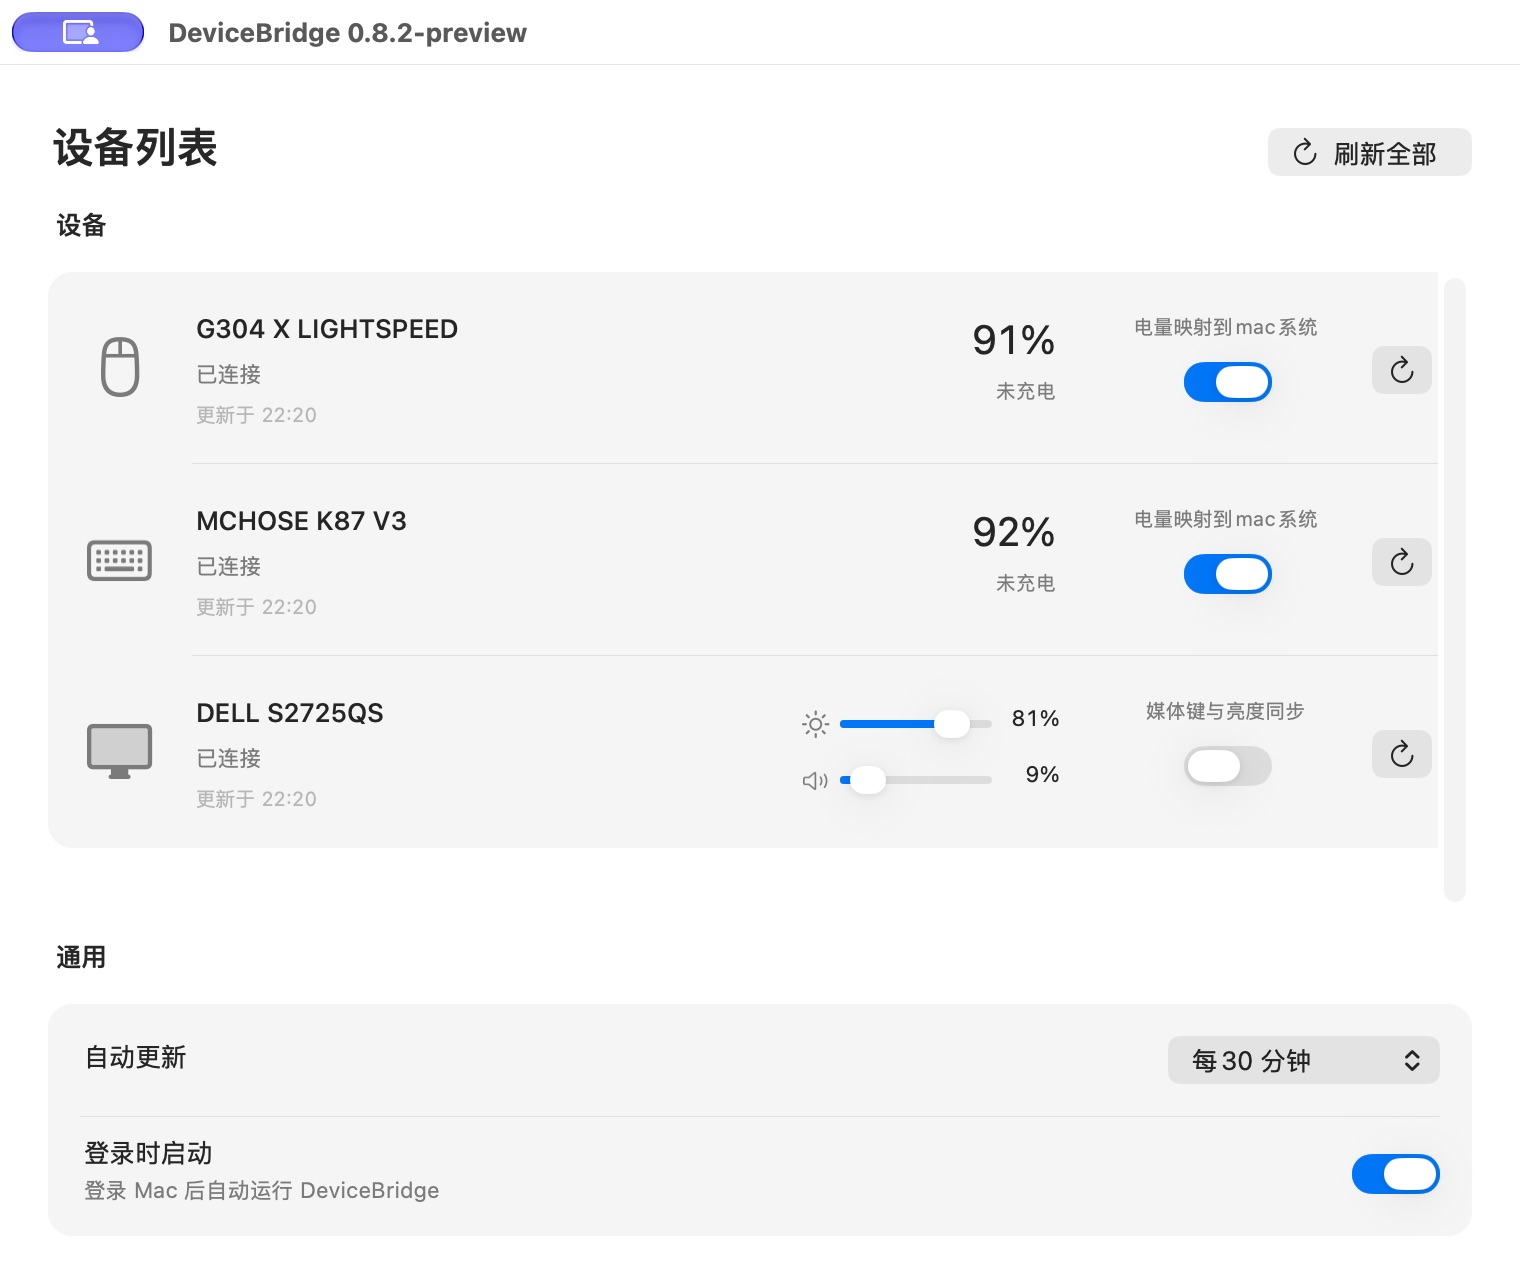 DeviceBridge 0.8.2-preview
设备列表
刷新全部
设备
G304 X LIGHTSPEED
已连接
更新于 22:20
91%
未充电
电量映射到mac系统
MCHOSE K87 V3
已连接
更新于 22:20
92%
未充电
电量映射到mac系统
DELL S2725QS
已连接
更新于 22:20
81%
9%
媒体键与亮度同步
通用
自动更新
每30 分钟
登录时启动
登录 Mac 后自动运行 DeviceBridge